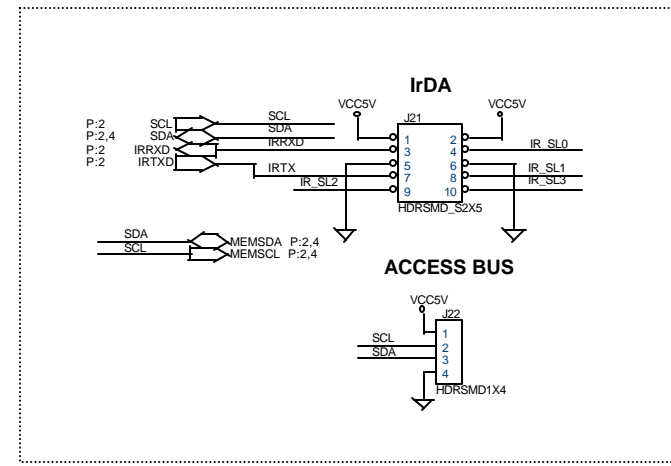 IrDA
VCC5V VCC5V
J21
P:2 SCL SCL
P:2,4 SDA SDA
P:2 IRRXD IRRXD
P:2 IRTXD IRTX
1 2
3 4 IR_SL0
5 6
7 8 IR_SL1
IR_SL2 9 10 IR_SL3
HDRSMD_S2X5
SDA MEMSDA P:2,4
SCL MEMSCL P:2,4
ACCESS BUS
VCC5V
J22
1
SCL 2
SDA 3
4
HDRSMD1X4